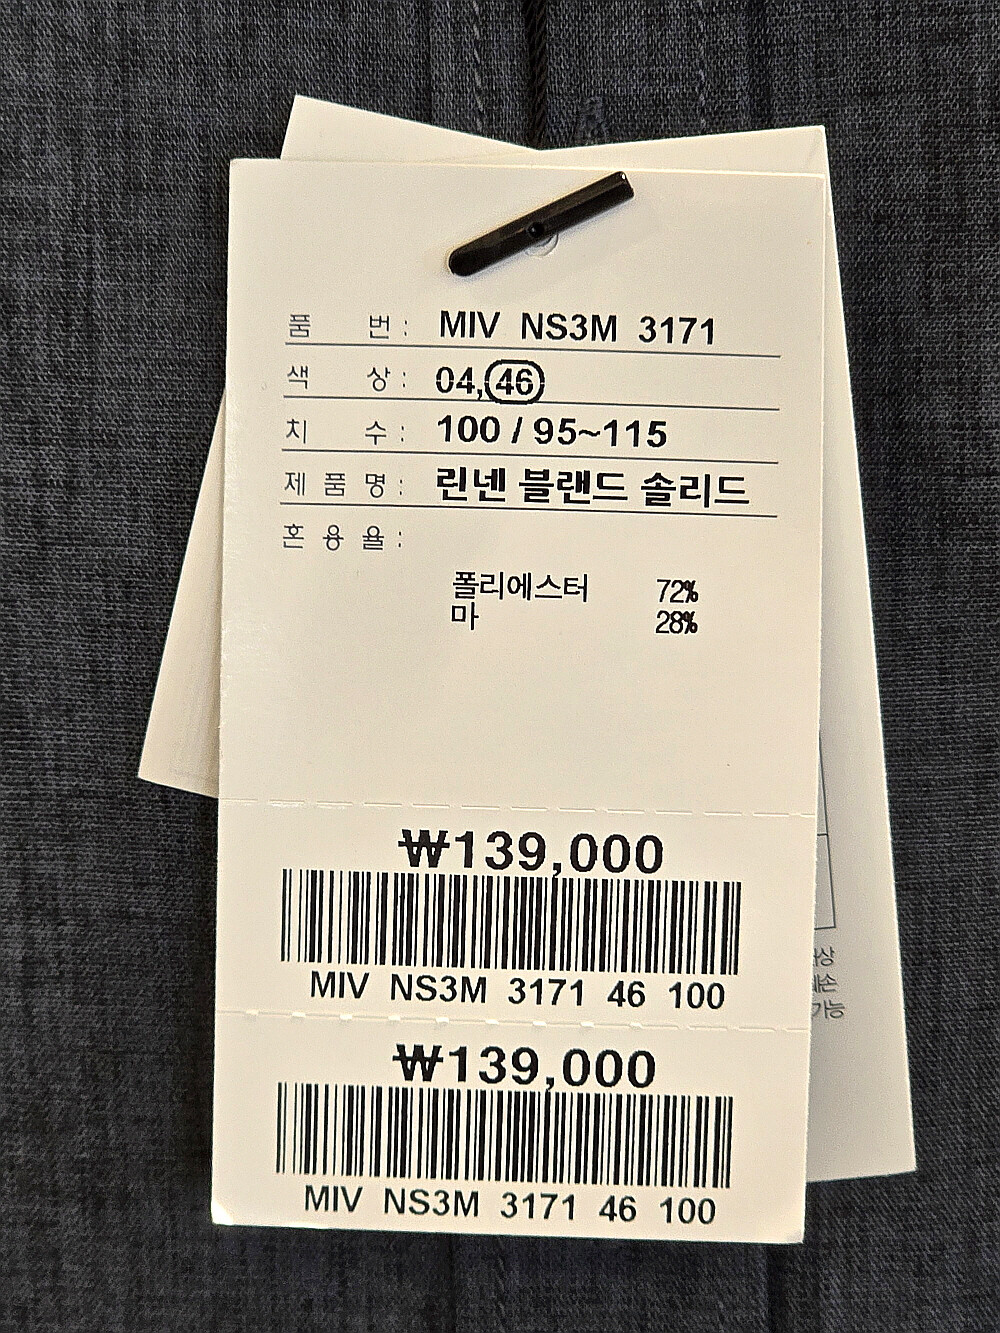 품 번 : MIV NS3M 3171
색 상 : 04,46
치 수 : 100 / 95~115
제 품 명 : 린넨 블랜드 솔리드
혼 용 율 :
폴리에스터 72%
마 28%
₩139,000
MIV NS3M 3171 46 100
₩139,000
MIV NS3M 3171 46 100
가능